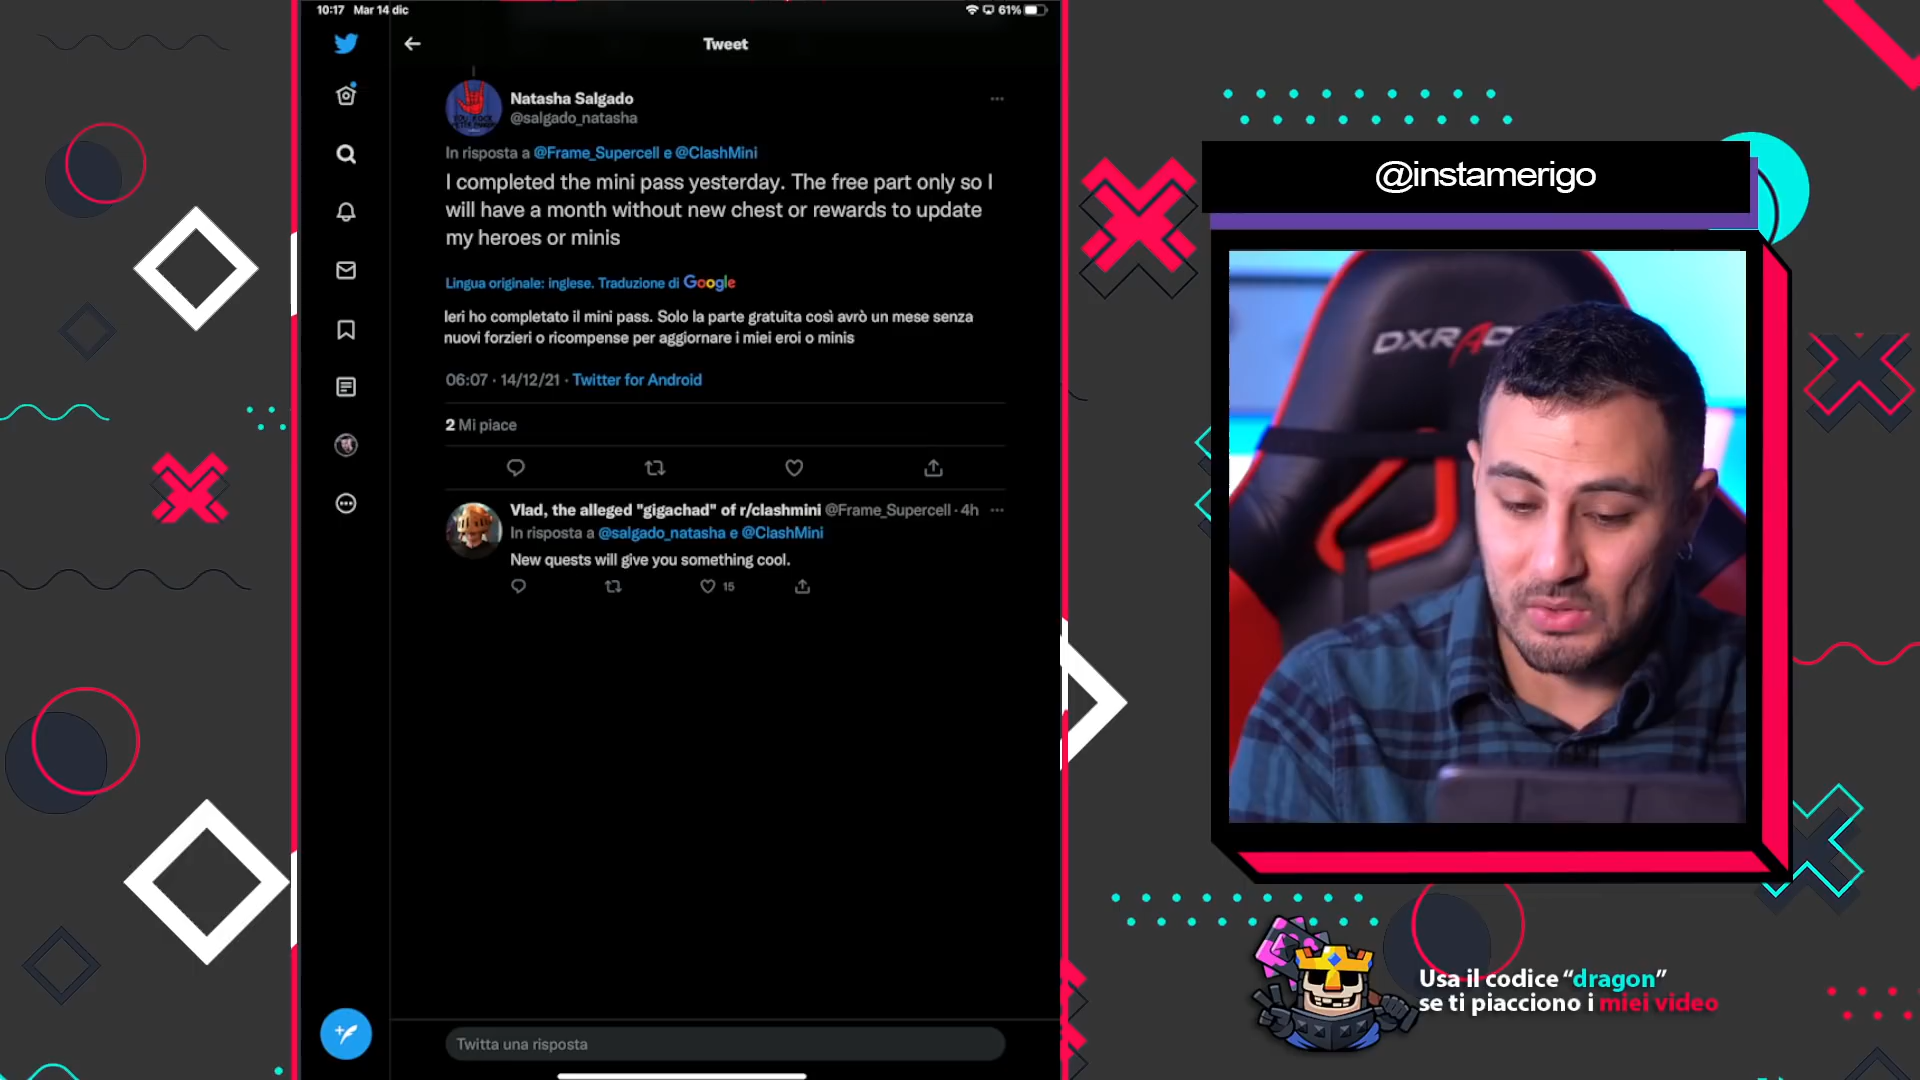 10:17 Mar 14 dic
61%
Tweet
Natasha Salgado
@salgado_natasha
In risposta a @Frame_Supercell e @ClashMini
I completed the mini pass yesterday. The free part only so I
will have a month without new chest or rewards to update
my heroes or minis
Lingua originale: inglese. Traduzione di Google
Ieri ho completato il mini pass. Solo la parte gratuita così avrò un mese senza
nuovi forzieri o ricompense per aggiornare i miei eroi o minis
06:07 · 14/12/21 · Twitter for Android
2 Mi piace
Vlad, the alleged "gigachad" of r/clashmini @Frame_Supercell · 4h
In risposta a @salgado_natasha e @ClashMini
New quests will give you something cool.
15
Twitta una risposta
@instamerigo
DXRAC
Usa il codice “dragon”
se ti piacciono i miei video